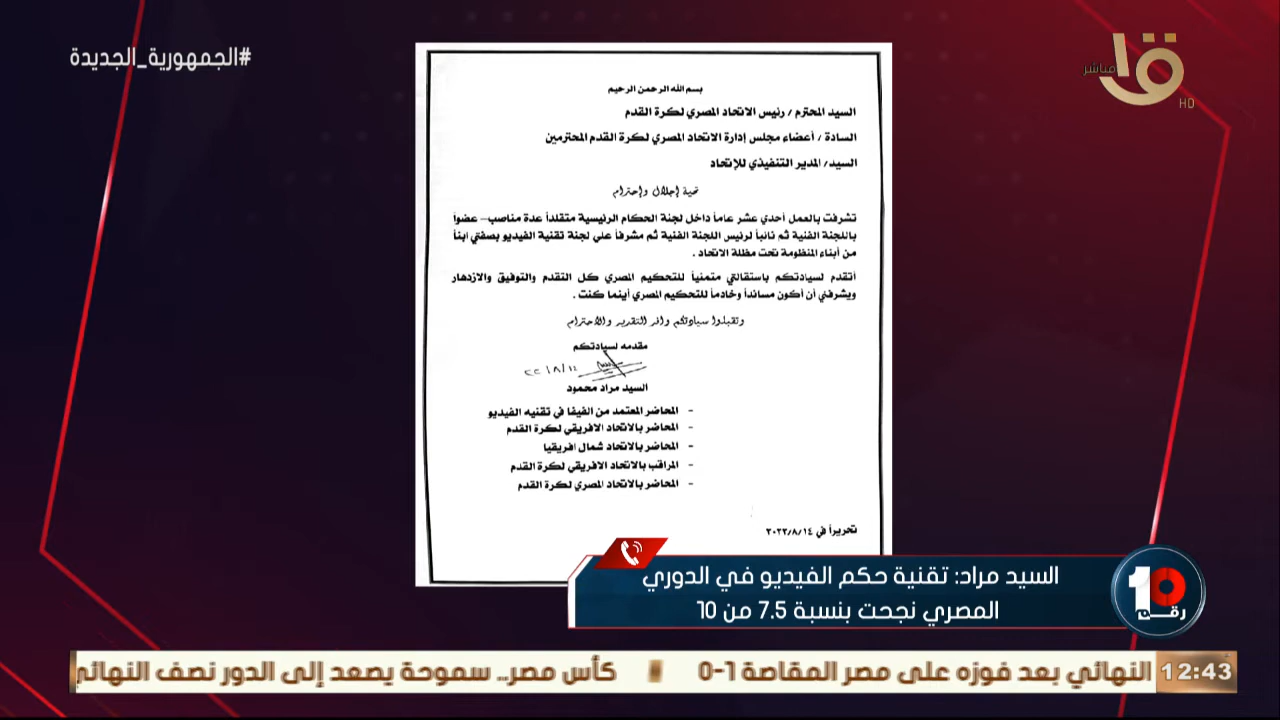 #الجمهورية_الجديدة
مباشر
HD
بسم الله الرحمن الرحيم
السيد المحترم / رئيس الاتحاد المصري لكرة القدم
السادة / أعضاء مجلس إدارة الاتحاد المصري لكرة القدم المحترمين
السيد/ المدير التنفيذي للإتحاد
تحية إجلال وإحترام
تشرفت بالعمل أحدي عشر عاماً داخل لجنة الحكام الرئيسية متقلداً عدة مناصب– عضواً
باللجنة الفنية ثم نائباً لرئيس اللجنة الفنية ثم مشرفاً علي لجنة تقنية الفيديو بصفتي ابناً
من أبناء المنظومة تحت مظلة الاتحاد .
أتقدم لسيادتكم باستقالتي متمنياً للتحكيم المصري كل التقدم والتوفيق والازدهار
ويشرفني أن أكون مسانداً وخادماً للتحكيم المصري أينما كنت .
وتقبلوا سيادتكم وافر التقدير والاحترام
مقدمه لسيادتكم
السيد مراد محمود
- المحاضر المعتمد من الفيفا في تقنيه الفيديو
- المحاضر بالاتحاد الافريقي لكرة القدم
- المحاضر بالاتحاد شمال افريقيا
- المراقب بالاتحاد الافريقي لكرة القدم
- المحاضر بالاتحاد المصري لكرة القدم
تحريراً في ٢٠٢٢/٨/١٤
السيد مراد: تقنية حكم الفيديو في الدوري
المصري نجحت بنسبة 7.5 من 10
10
رقم
12:43 النهائي بعد فوزه على مصر المقاصة 1-0 كأس مصر.. سموحة يصعد إلى الدور نصف النهائي